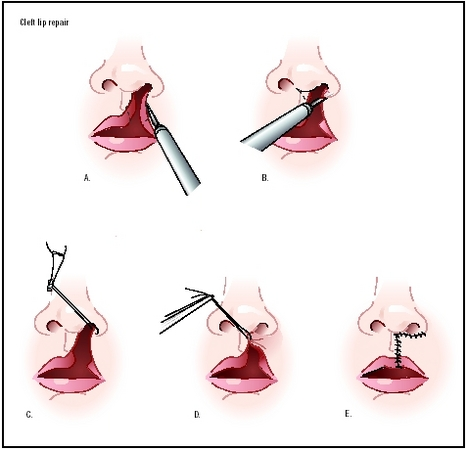 Cleft lip repair
A.
B.
C.
D.
E.